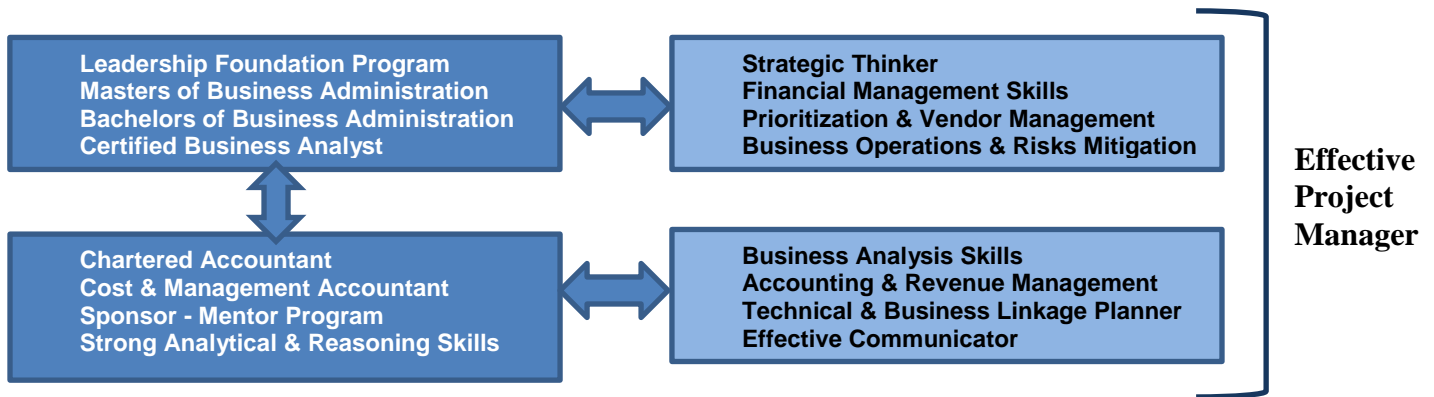 Leadership Foundation Program
Masters of Business Administration
Bachelors of Business Administration
Certified Business Analyst
Strategic Thinker
Financial Management Skills
Prioritization & Vendor Management
Business Operations & Risks Mitigation
Chartered Accountant
Cost & Management Accountant
Sponsor - Mentor Program
Strong Analytical & Reasoning Skills
Business Analysis Skills
Accounting & Revenue Management
Technical & Business Linkage Planner
Effective Communicator
Effective
Project
Manager